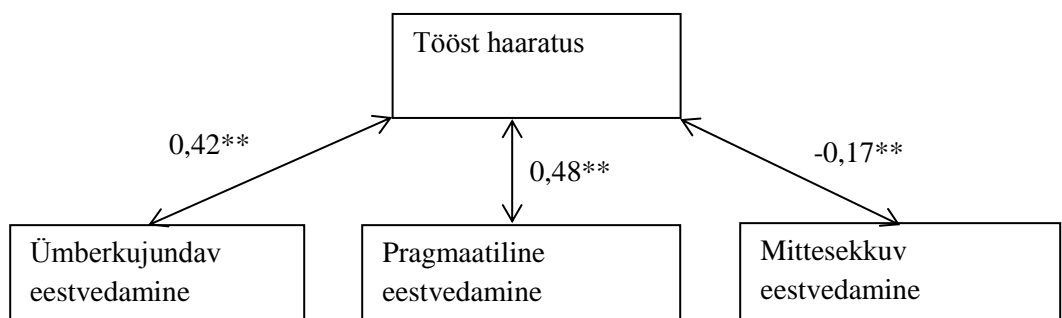 Tööst haaratus
0,42**
0,48**
-0,17**
Ümberkujundav
eestvedamine
Pragmaatiline
eestvedamine
Mittesekkuv
eestvedamine